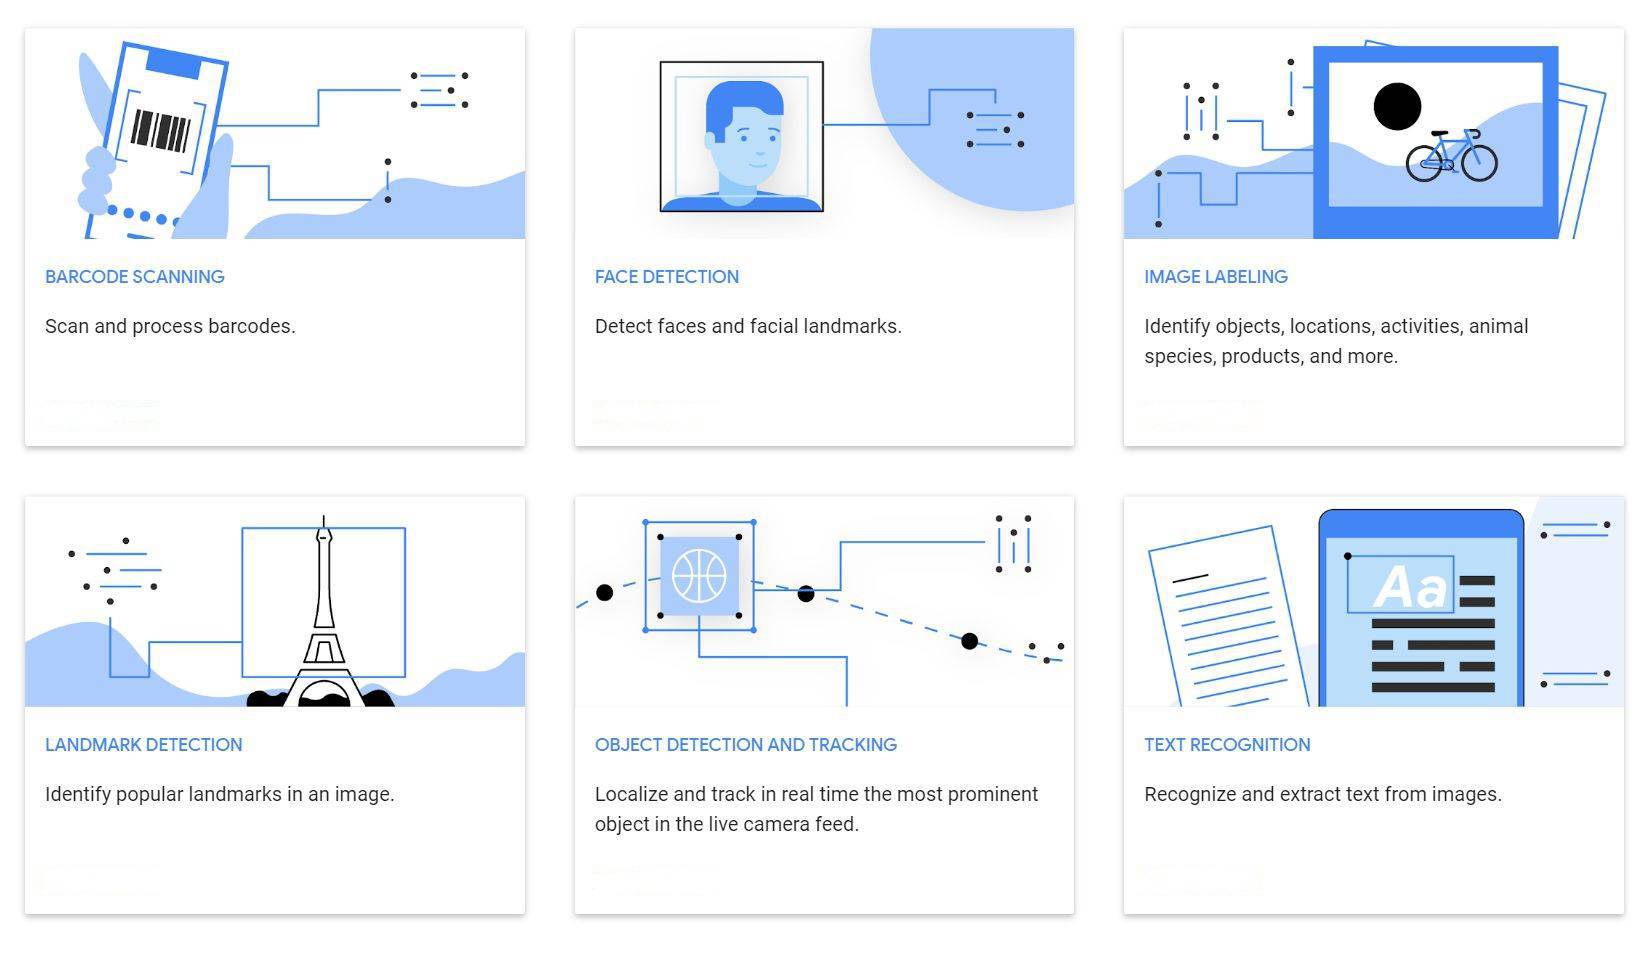 BARCODE SCANNING
Scan and process barcodes.
FACE DETECTION
Detect faces and facial landmarks.
IMAGE LABELING
Identify objects, locations, activities, animal
species, products, and more.
LANDMARK DETECTION
Identify popular landmarks in an image.
OBJECT DETECTION AND TRACKING
Localize and track in real time the most prominent
object in the live camera feed.
Aa
TEXT RECOGNITION
Recognize and extract text from images.